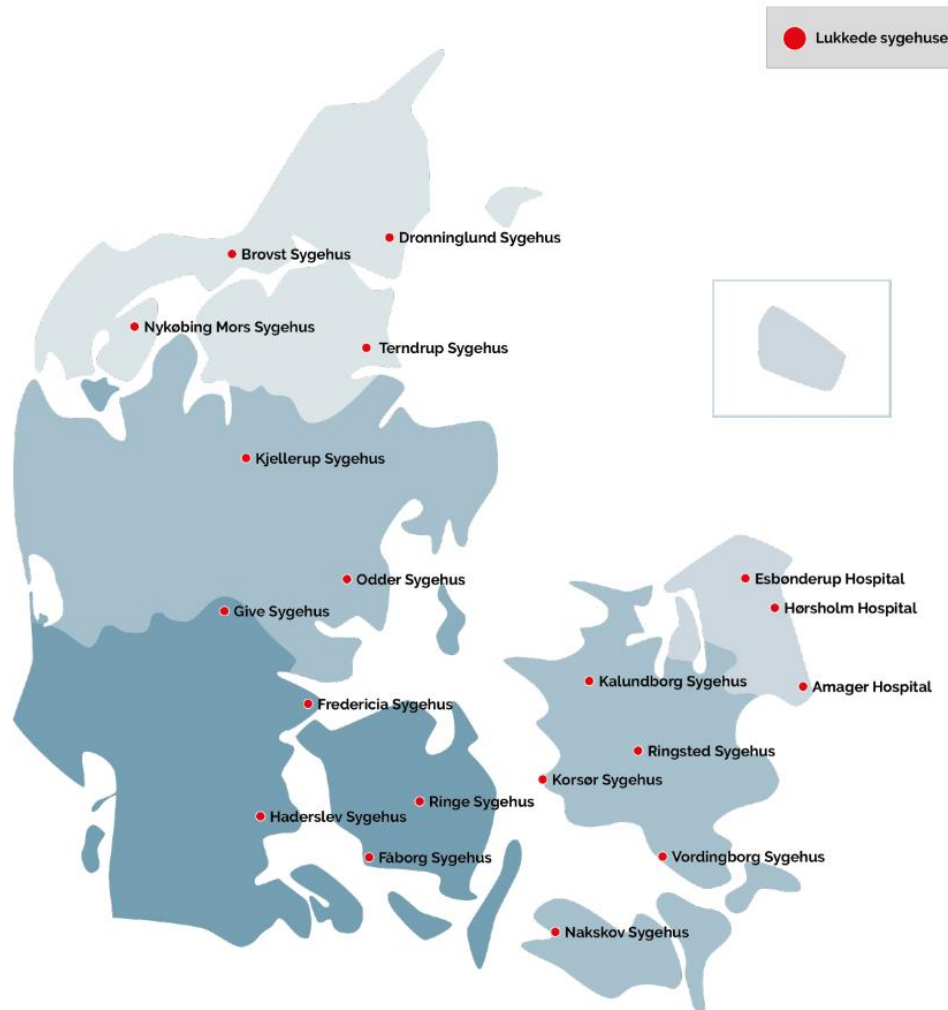 Lukkede sygehuse
Dronninglund Sygehus
Brovst Sygehus
Nykøbing Mors Sygehus
Terndrup Sygehus
Kjellerup Sygehus
Odder Sygehus
Esbønderup Hospital
Give Sygehus
Hørsholm Hospital
Kalundborg Sygehus
Amager Hospital
Fredericia Sygehus
Ringsted Sygehus
Korsør Sygehus
Ringe Sygehus
Haderslev Sygehus
Fåborg Sygehus
Vordingborg Sygehus
Nakskov Sygehus